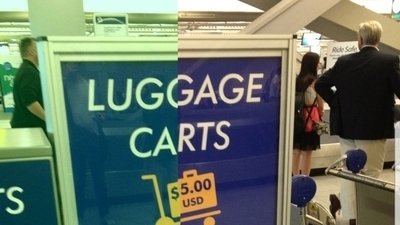 LUGGAGE
CARTS
$5.00
USD
Ride Safe
TS